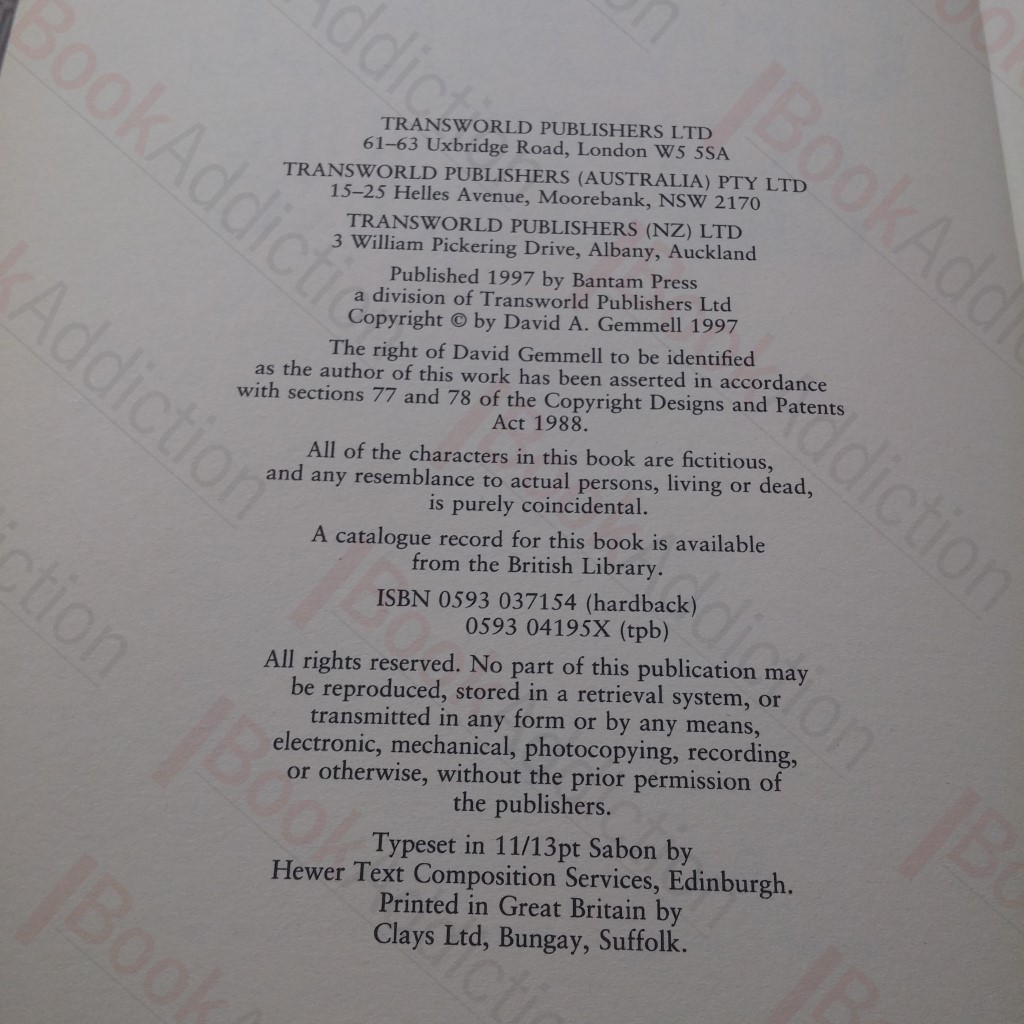 TRANSWORLD PUBLISHERS LTD
61–63 Uxbridge Road, London W5 5SA
TRANSWORLD PUBLISHERS (AUSTRALIA) PTY LTD
15–25 Helles Avenue, Moorebank, NSW 2170
TRANSWORLD PUBLISHERS (NZ) LTD
3 William Pickering Drive, Albany, Auckland
Published 1997 by Bantam Press
a division of Transworld Publishers Ltd
Copyright © by David A. Gemmell 1997
The right of David Gemmell to be identified
as the author of this work has been asserted in accordance
with sections 77 and 78 of the Copyright Designs and Patents
Act 1988.
All of the characters in this book are fictitious,
and any resemblance to actual persons, living or dead,
is purely coincidental.
A catalogue record for this book is available
from the British Library.
ISBN 0593 037154 (hardback)
0593 04195X (tpb)
All rights reserved. No part of this publication may
be reproduced, stored in a retrieval system, or
transmitted in any form or by any means,
electronic, mechanical, photocopying, recording,
or otherwise, without the prior permission of
the publishers.
Typeset in 11/13pt Sabon by
Hewer Text Composition Services, Edinburgh.
Printed in Great Britain by
Clays Ltd, Bungay, Suffolk.
BookAddiction